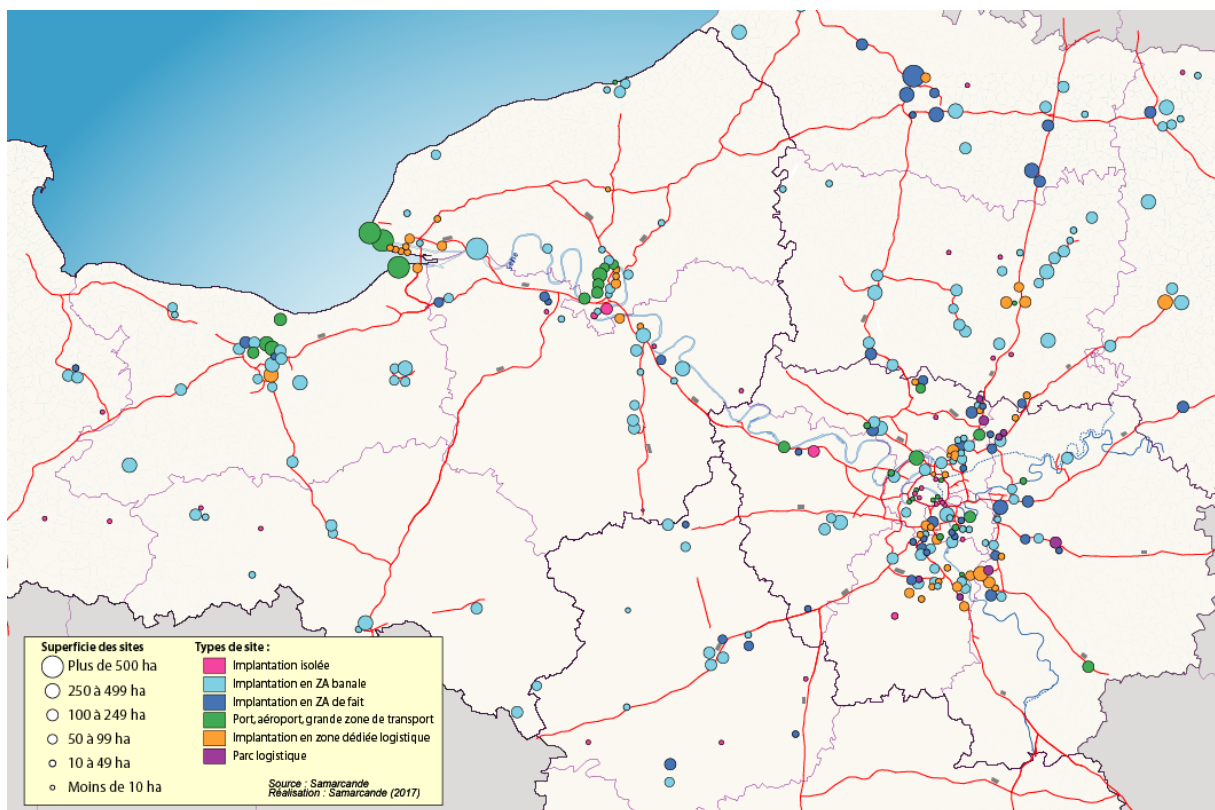 Seine
Superficie des sites
Plus de 500 ha
250 à 499 ha
100 à 249 ha
50 à 99 ha
10 à 49 ha
Moins de 10 ha
Types de site :
Implantation isolée
Implantation en ZA banale
Implantation en ZA de fait
Port, aéroport, grande zone de transport
Implantation en zone dédiée logistique
Parc logistique
Source : Samarcande
Réalisation : Samarcande (2017)